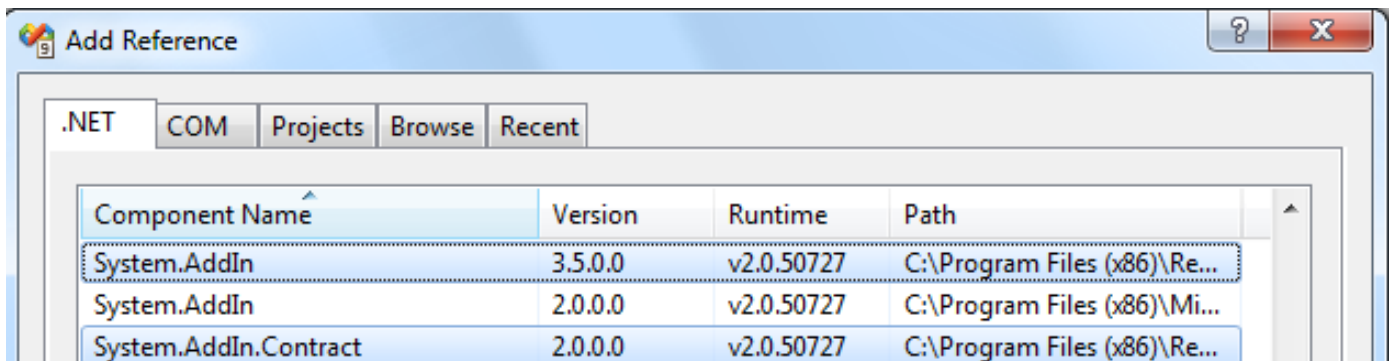 Add Reference
.NET COM Projects Browse Recent
Component Name Version Runtime Path
System.AddIn 3.5.0.0 v2.0.50727 C:\Program Files (x86)\Re...
System.AddIn 2.0.0.0 v2.0.50727 C:\Program Files (x86)\Mi...
System.AddIn.Contract 2.0.0.0 v2.0.50727 C:\Program Files (x86)\Re...